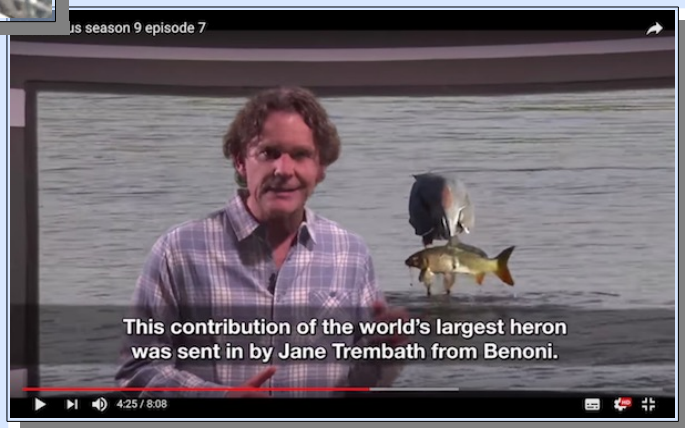 us season 9 episode 7
This contribution of the world's largest heron
was sent in by Jane Trembath from Benoni.
4:25 / 8:08
HD